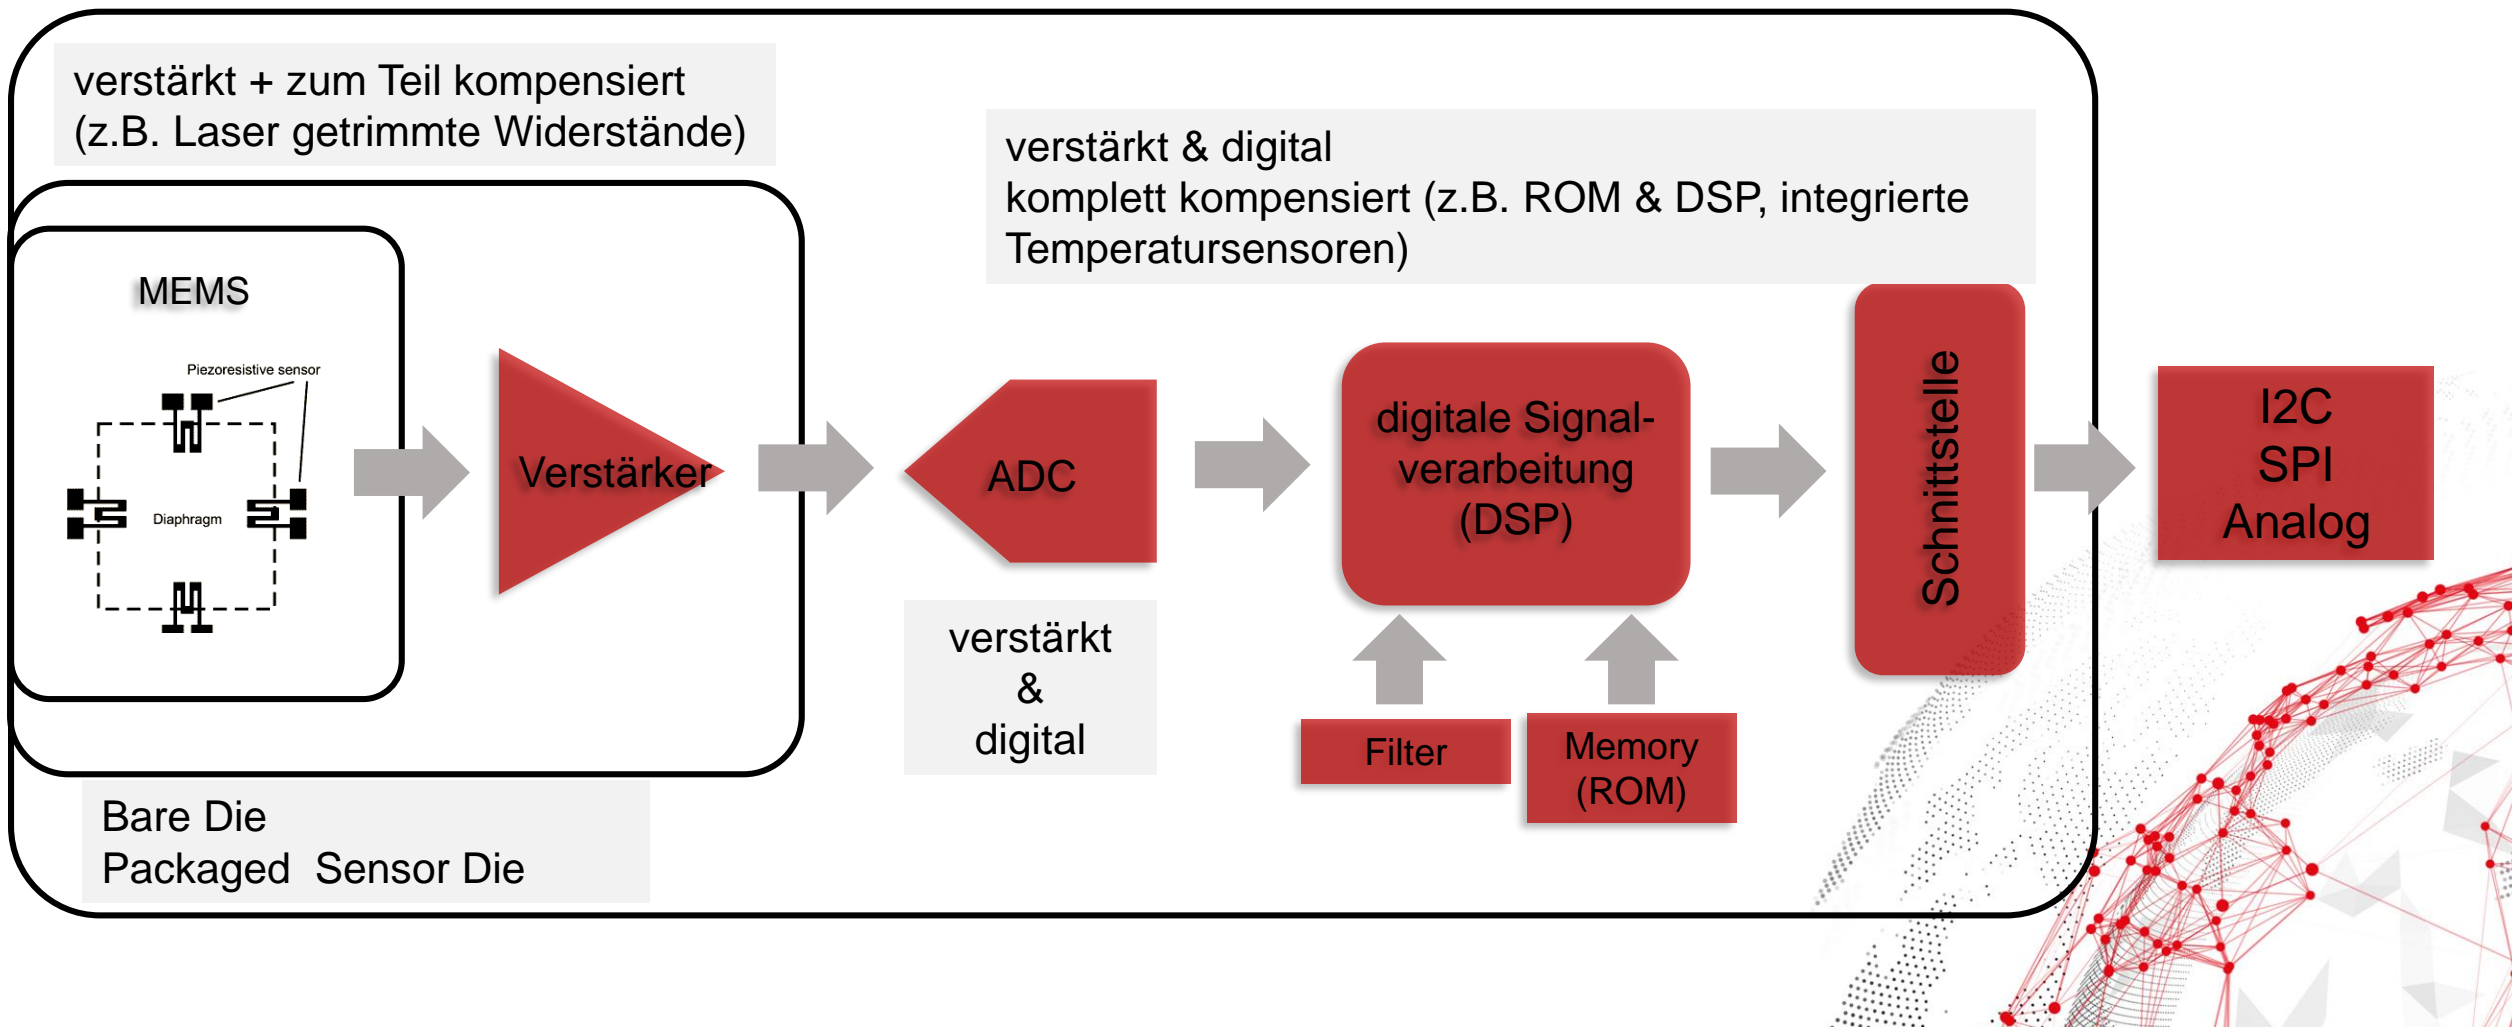 verstärkt + zum Teil kompensiert
(z.B. Laser getrimmte Widerstände)
verstärkt & digital
komplett kompensiert (z.B. ROM & DSP, integrierte
Temperatursensoren)
MEMS
Piezoresistive sensor
Diaphragm
Verstärker
ADC
digitale Signal-
verarbeitung
(DSP)
Schnittstelle
I2C
SPI
Analog
verstärkt
&
digital
Filter
Memory
(ROM)
Bare Die
Packaged  Sensor Die